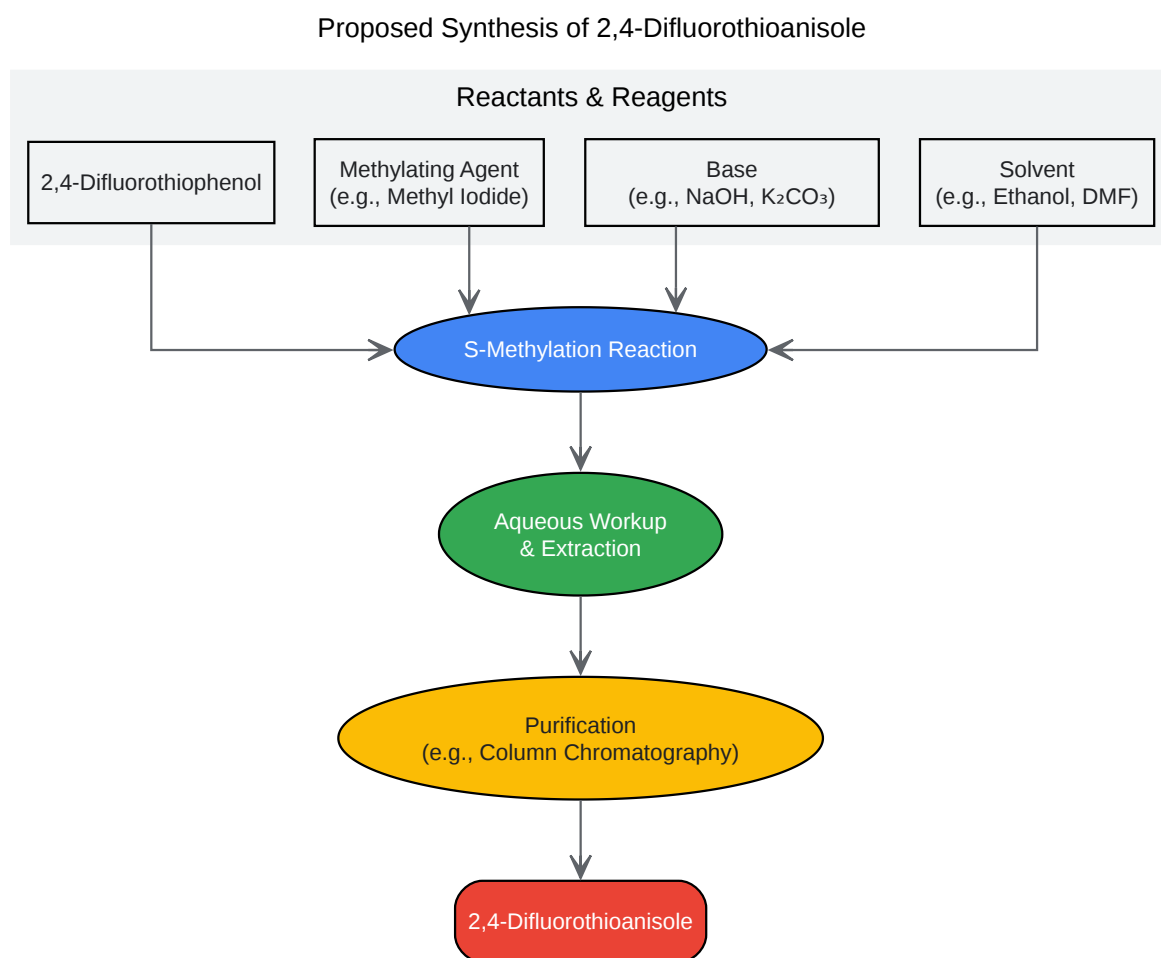 Proposed Synthesis of 2,4-Difluorothioanisole
Reactants & Reagents
2,4-Difluorothiophenol
Methylating Agent
(e.g., Methyl Iodide)
Base
(e.g., NaOH, K₂CO₃)
Solvent
(e.g., Ethanol, DMF)
S-Methylation Reaction
Aqueous Workup
& Extraction
Purification
(e.g., Column Chromatography)
2,4-Difluorothioanisole